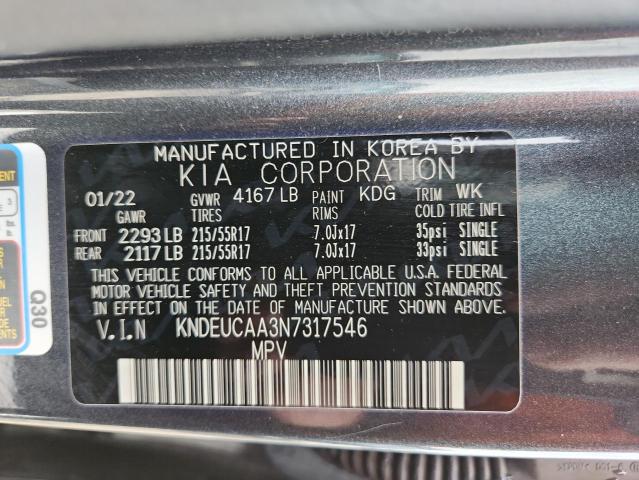 MANUFACTURED IN KOREA BY
KIA CORPORATION
01/22 GVWR 4167 LB PAINT KDG TRIM WK
GAWR TIRES RIMS COLD TIRE INFL
FRONT 2293 LB 215/55R17 7.0Jx17 35psi SINGLE
REAR 2117 LB 215/55R17 7.0Jx17 33psi SINGLE
THIS VEHICLE CONFORMS TO ALL APPLICABLE U.S.A. FEDERAL
MOTOR VEHICLE SAFETY AND THEFT PREVENTION STANDARDS
IN EFFECT ON THE DATE OF MANUFACTURE SHOWN ABOVE.
V.I.N KNDEUCAA3N7317546
MPV
Q30